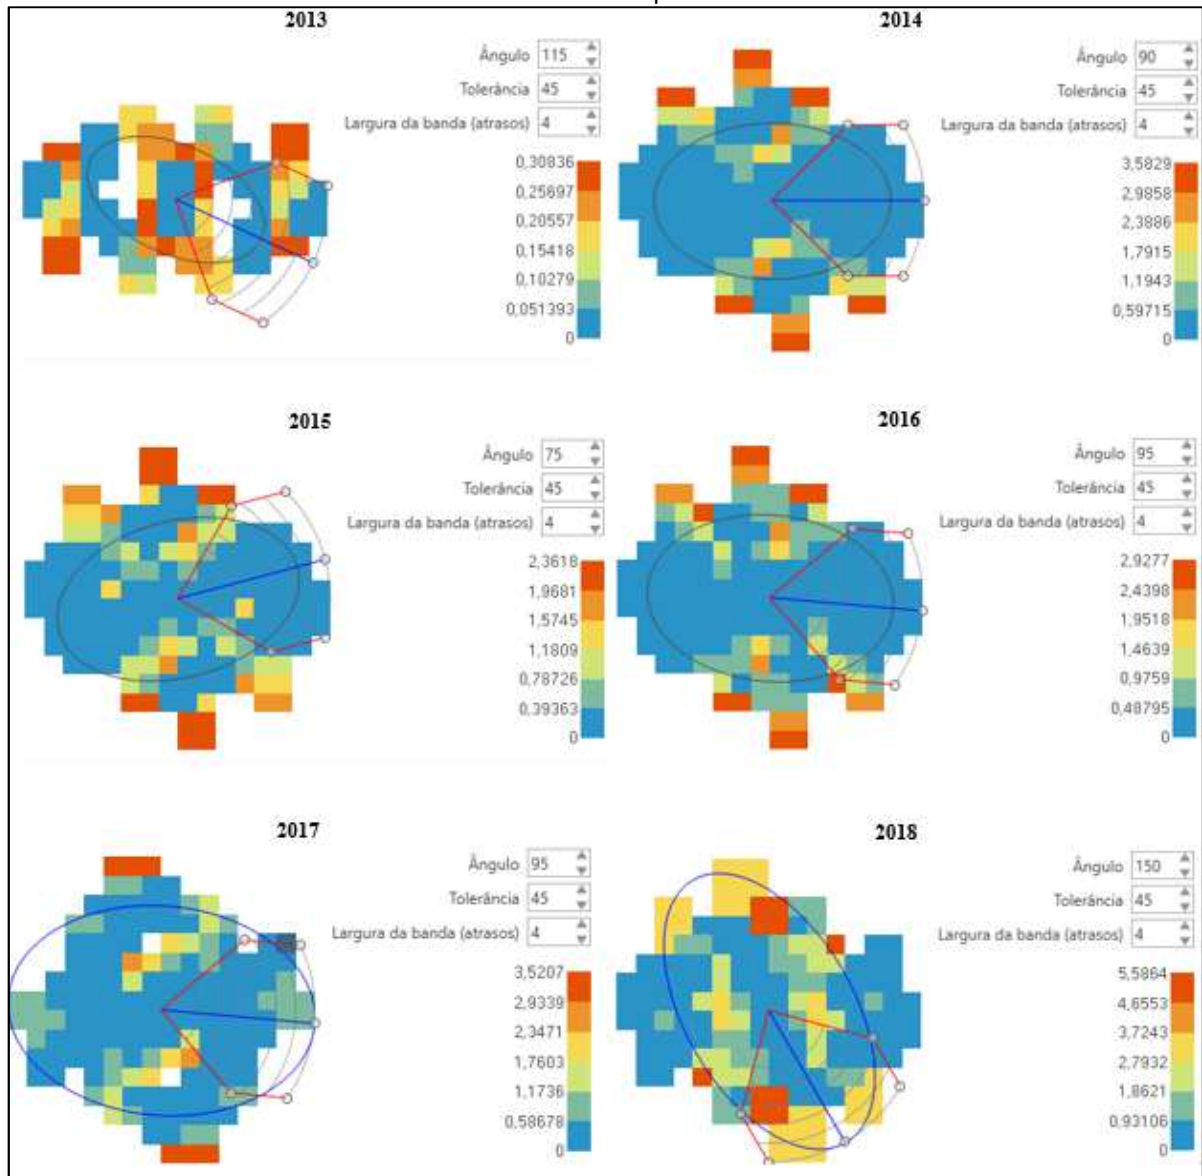 2013
Ângulo 115
Tolerância 45
Largura da banda (atrasos) 4
0,30836
0,25697
0,20557
0,15418
0,10279
0,051393
0
2014
Ângulo 90
Tolerância 45
Largura da banda (atrasos) 4
3,5829
2,9858
2,3886
1,7915
1,1943
0,59715
0
2015
Ângulo 75
Tolerância 45
Largura da banda (atrasos) 4
2,3618
1,9681
1,5745
1,1809
0,78726
0,39363
0
2016
Ângulo 95
Tolerância 45
Largura da banda (atrasos) 4
2,9277
2,4398
1,9518
1,4639
0,9759
0,48795
0
2017
Ângulo 95
Tolerância 45
Largura da banda (atrasos) 4
3,5207
2,9339
2,3471
1,7603
1,1736
0,58678
0
2018
Ângulo 150
Tolerância 45
Largura da banda (atrasos) 4
5,5864
4,6553
3,7243
2,7932
1,8621
0,93106
0